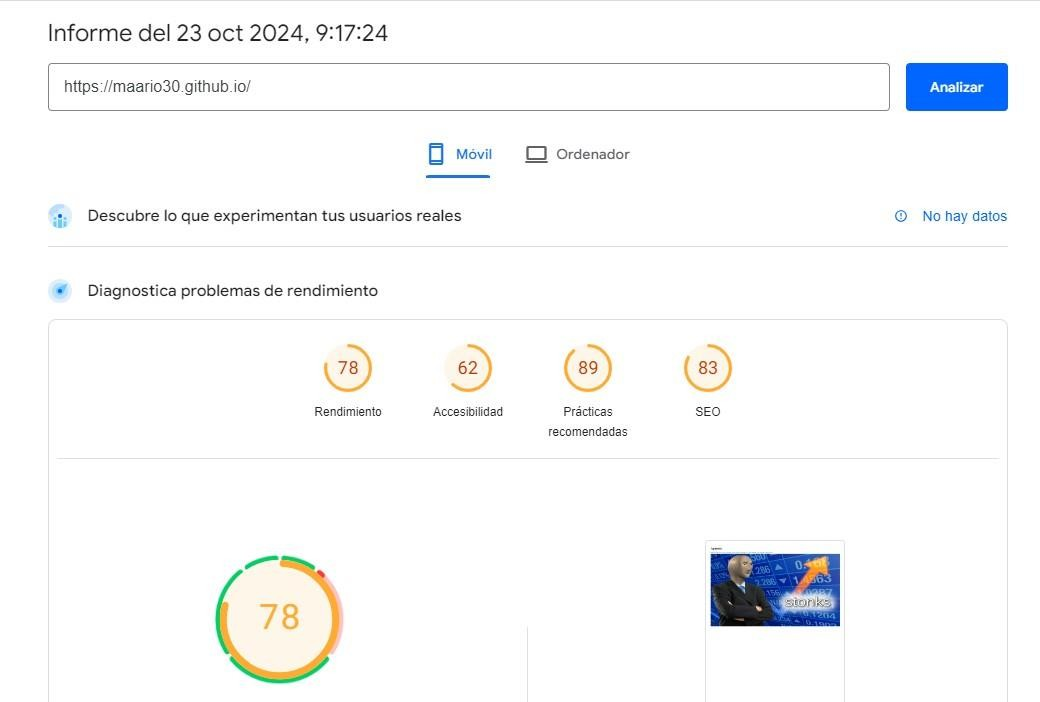 Informe del 23 oct 2024, 9:17:24
https://maario30.github.io/
Analizar
Móvil
Ordenador
Descubre lo que experimentan tus usuarios reales
No hay datos
Diagnostica problemas de rendimiento
78
62
89
83
Rendimiento
Accesibilidad
Prácticas
recomendadas
SEO
78
stonks